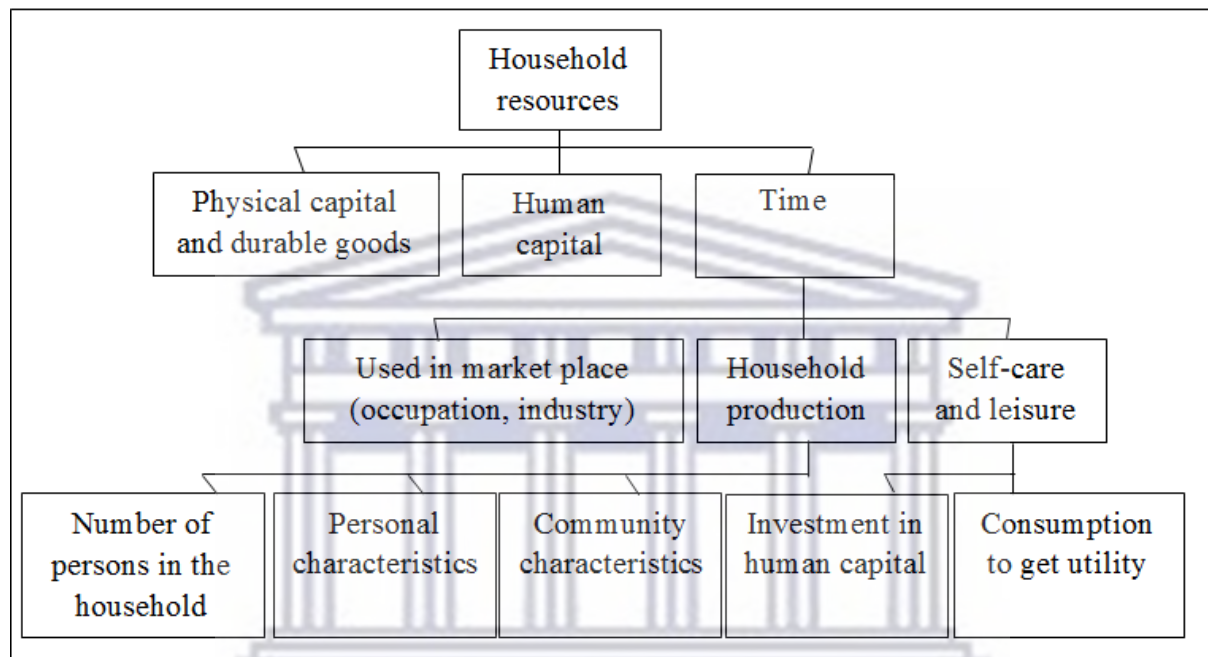 Household
resources
Physical capital
and durable goods
Human
capital
Time
Used in market place
(occupation, industry)
Household
production
Self-care
and leisure
Number of
persons in the
household
Personal
characteristics
Community
characteristics
Investment in
human capital
Consumption
to get utility